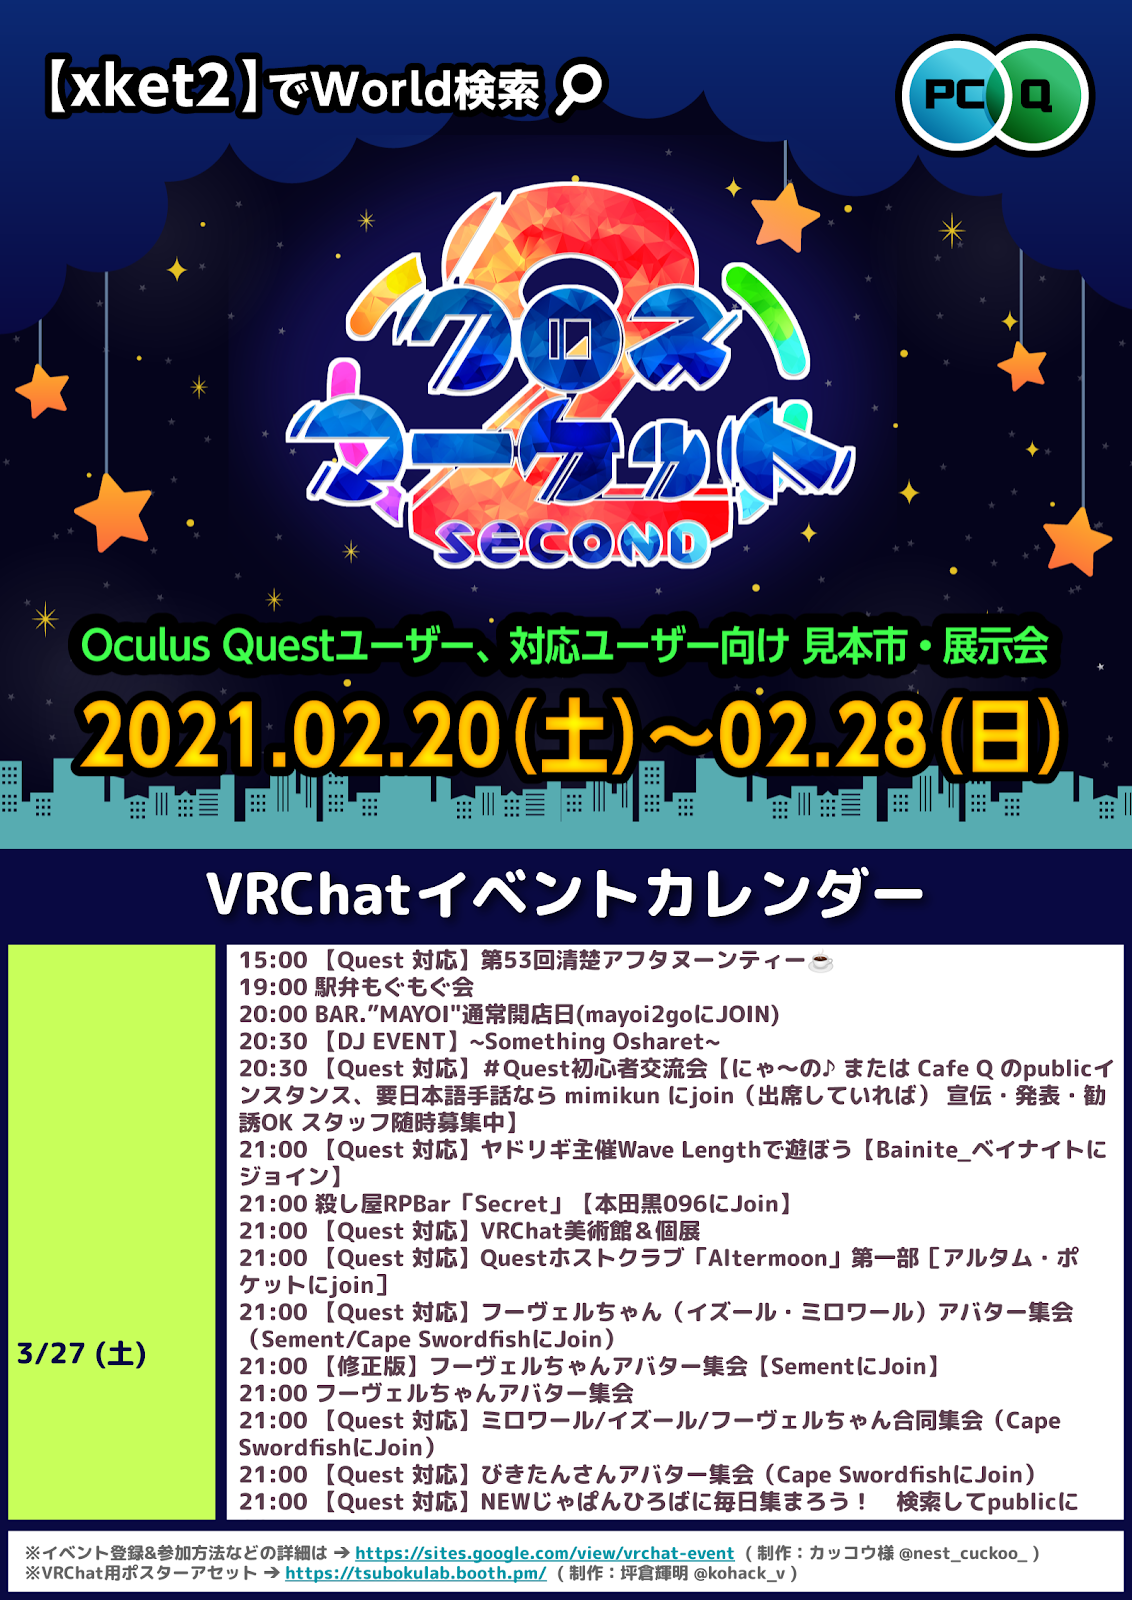 【xket2】でWorld検索
PC Q
2
クロス
マーケット
SECOND
Oculus Questユーザー、対応ユーザー向け 見本市・展示会
2021.02.20(土)～02.28(日)
VRChatイベントカレンダー
3/27 (土)
15:00 【Quest 対応】第53回清楚アフタヌーンティー☕
19:00 駅弁もぐもぐ会
20:00 BAR.”MAYOI"通常開店日(mayoi2goにJOIN)
20:30 【DJ EVENT】~Something Osharet~
20:30 【Quest 対応】＃Quest初心者交流会【にゃ～の♪ または Cafe Q のpublicイ
ンスタンス、要日本語手話なら mimikun にjoin（出席していれば） 宣伝・発表・勧
誘OK スタッフ随時募集中】
21:00 【Quest 対応】ヤドリギ主催Wave Lengthで遊ぼう【Bainite_ベイナイトに
ジョイン】
21:00 殺し屋RPBar「Secret」【本田黒096にJoin】
21:00 【Quest 対応】VRChat美術館＆個展
21:00 【Quest 対応】Questホストクラブ「Altermoon」第一部［アルタム・ポ
ケットにjoin］
21:00 【Quest 対応】フーヴェルちゃん（イズール・ミロワール）アバター集会
（Sement/Cape SwordfishにJoin）
21:00 【修正版】フーヴェルちゃんアバター集会【SementにJoin】
21:00 フーヴェルちゃんアバター集会
21:00 【Quest 対応】ミロワール/イズール/フーヴェルちゃん合同集会（Cape
SwordfishにJoin）
21:00 【Quest 対応】びきたんさんアバター集会（Cape SwordfishにJoin）
21:00 【Quest 対応】NEWじゃぱんひろばに毎日集まろう！　検索してpublicに
※イベント登録&参加方法などの詳細は → https://sites.google.com/view/vrchat-event （ 制作：カッコウ様 @nest_cuckoo_ ）
※VRChat用ポスターアセット → https://tsubokulab.booth.pm/ （ 制作：坪倉輝明 @kohack_v ）